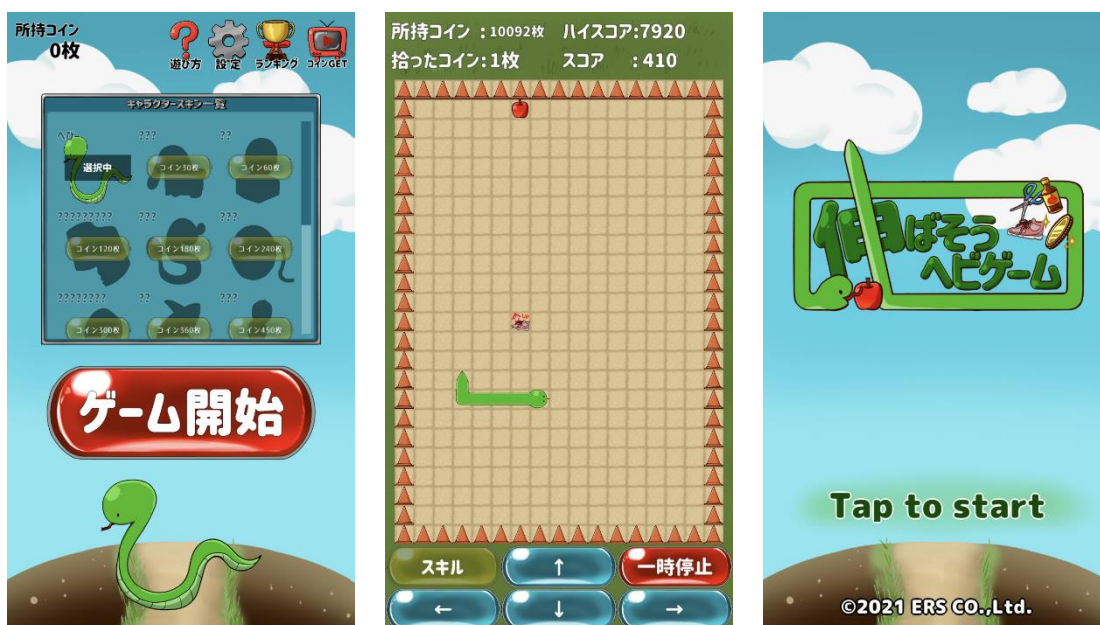 所持コイン
0枚
遊び方 設定 ランキング コインGET
キャラクタースキン一覧
へびー ??? ??
選択中 コイン30枚 コイン60枚
????????? ??? ???
コイン120枚 コイン180枚 コイン240枚
???????? ?? ???
コイン300枚 コイン360枚 コイン450枚
ゲーム開始
所持コイン :10092枚 ハイスコア:7920
拾ったコイン:1枚 スコア :410
スキル ↑ 一時停止
← ↓ →
伸ばそう
ヘビゲーム
Tap to start
©2021 ERS CO.,Ltd.